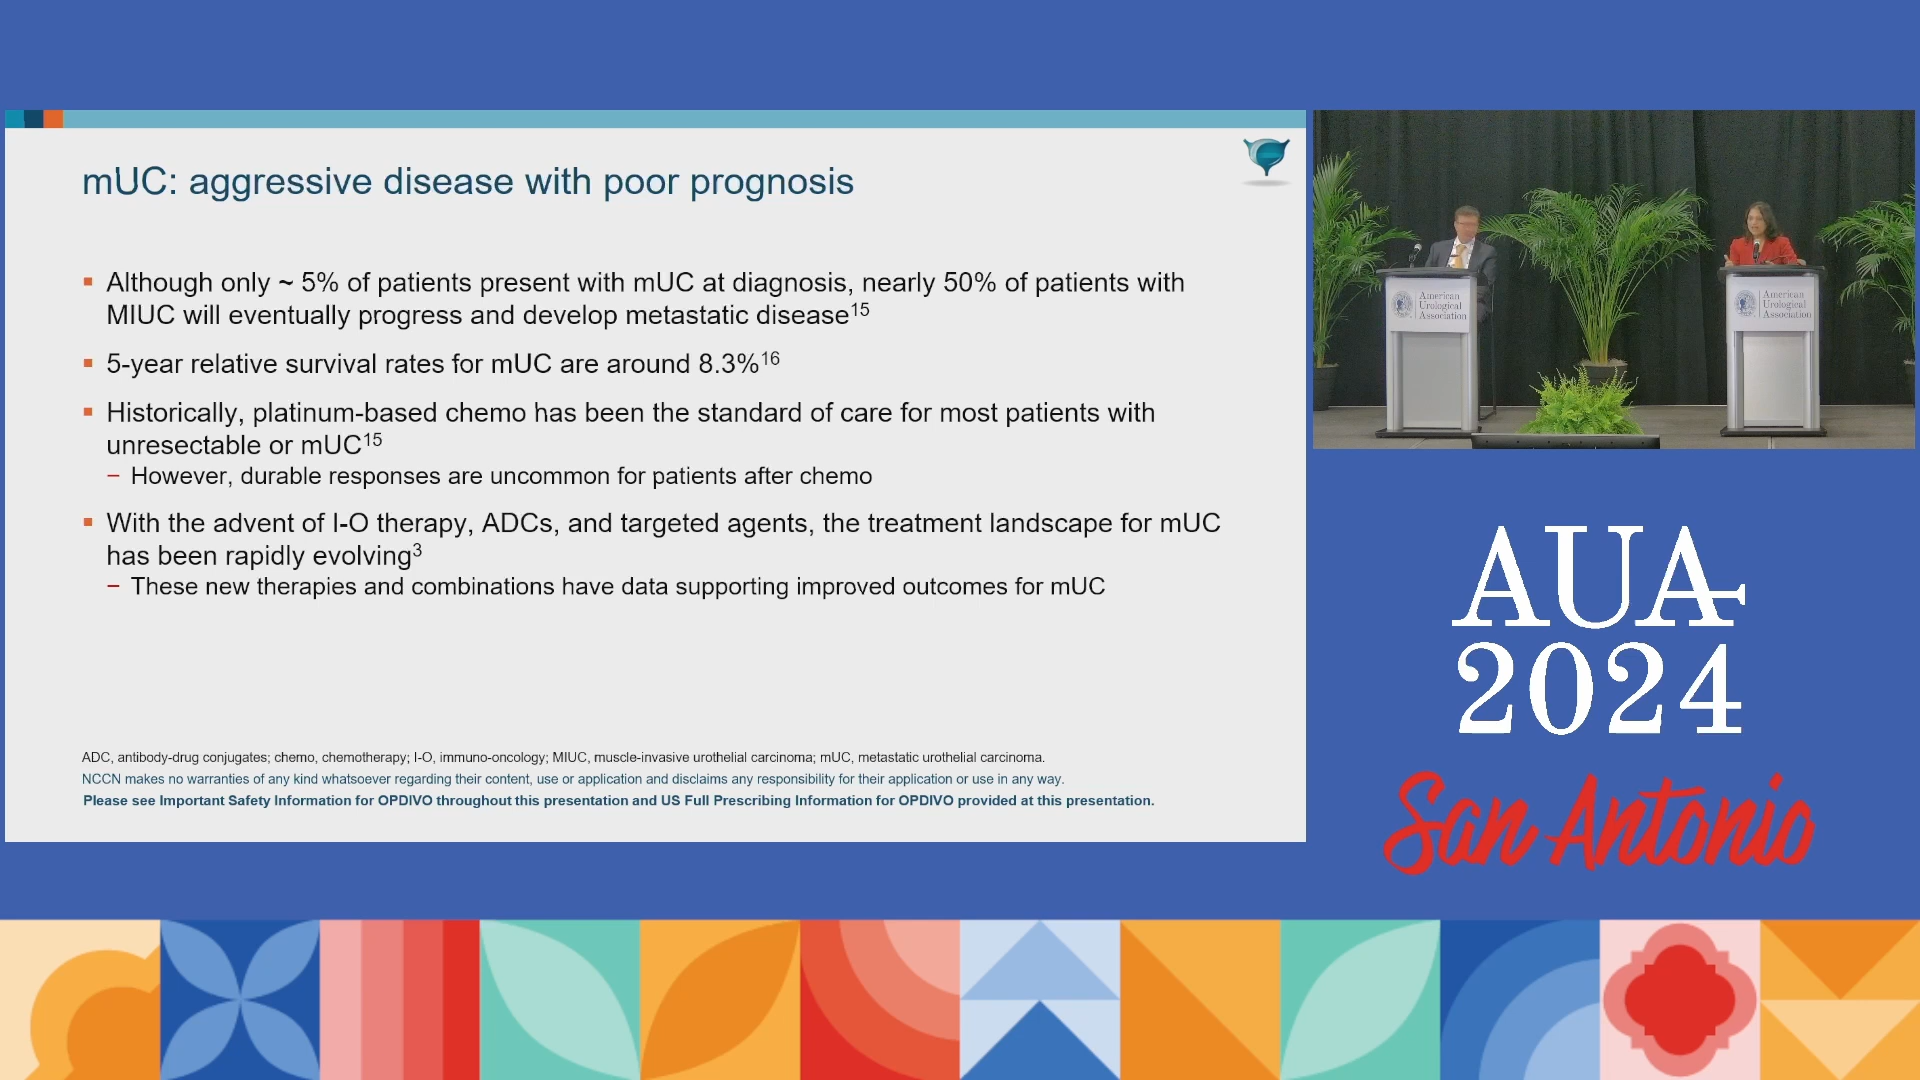 mUC: aggressive disease with poor prognosis
▪ Although only ~ 5% of patients present with mUC at diagnosis, nearly 50% of patients with
MIUC will eventually progress and develop metastatic disease15
▪ 5-year relative survival rates for mUC are around 8.3%16
▪ Historically, platinum-based chemo has been the standard of care for most patients with
unresectable or mUC15
– However, durable responses are uncommon for patients after chemo
▪ With the advent of I-O therapy, ADCs, and targeted agents, the treatment landscape for mUC
has been rapidly evolving3
– These new therapies and combinations have data supporting improved outcomes for mUC
ADC, antibody-drug conjugates; chemo, chemotherapy; I-O, immuno-oncology; MIUC, muscle-invasive urothelial carcinoma; mUC, metastatic urothelial carcinoma.
NCCN makes no warranties of any kind whatsoever regarding their content, use or application and disclaims any responsibility for their application or use in any way.
Please see Important Safety Information for OPDIVO throughout this presentation and US Full Prescribing Information for OPDIVO provided at this presentation.
American
Urological
Association
American
Urological
Association
AUA
2024
San Antonio